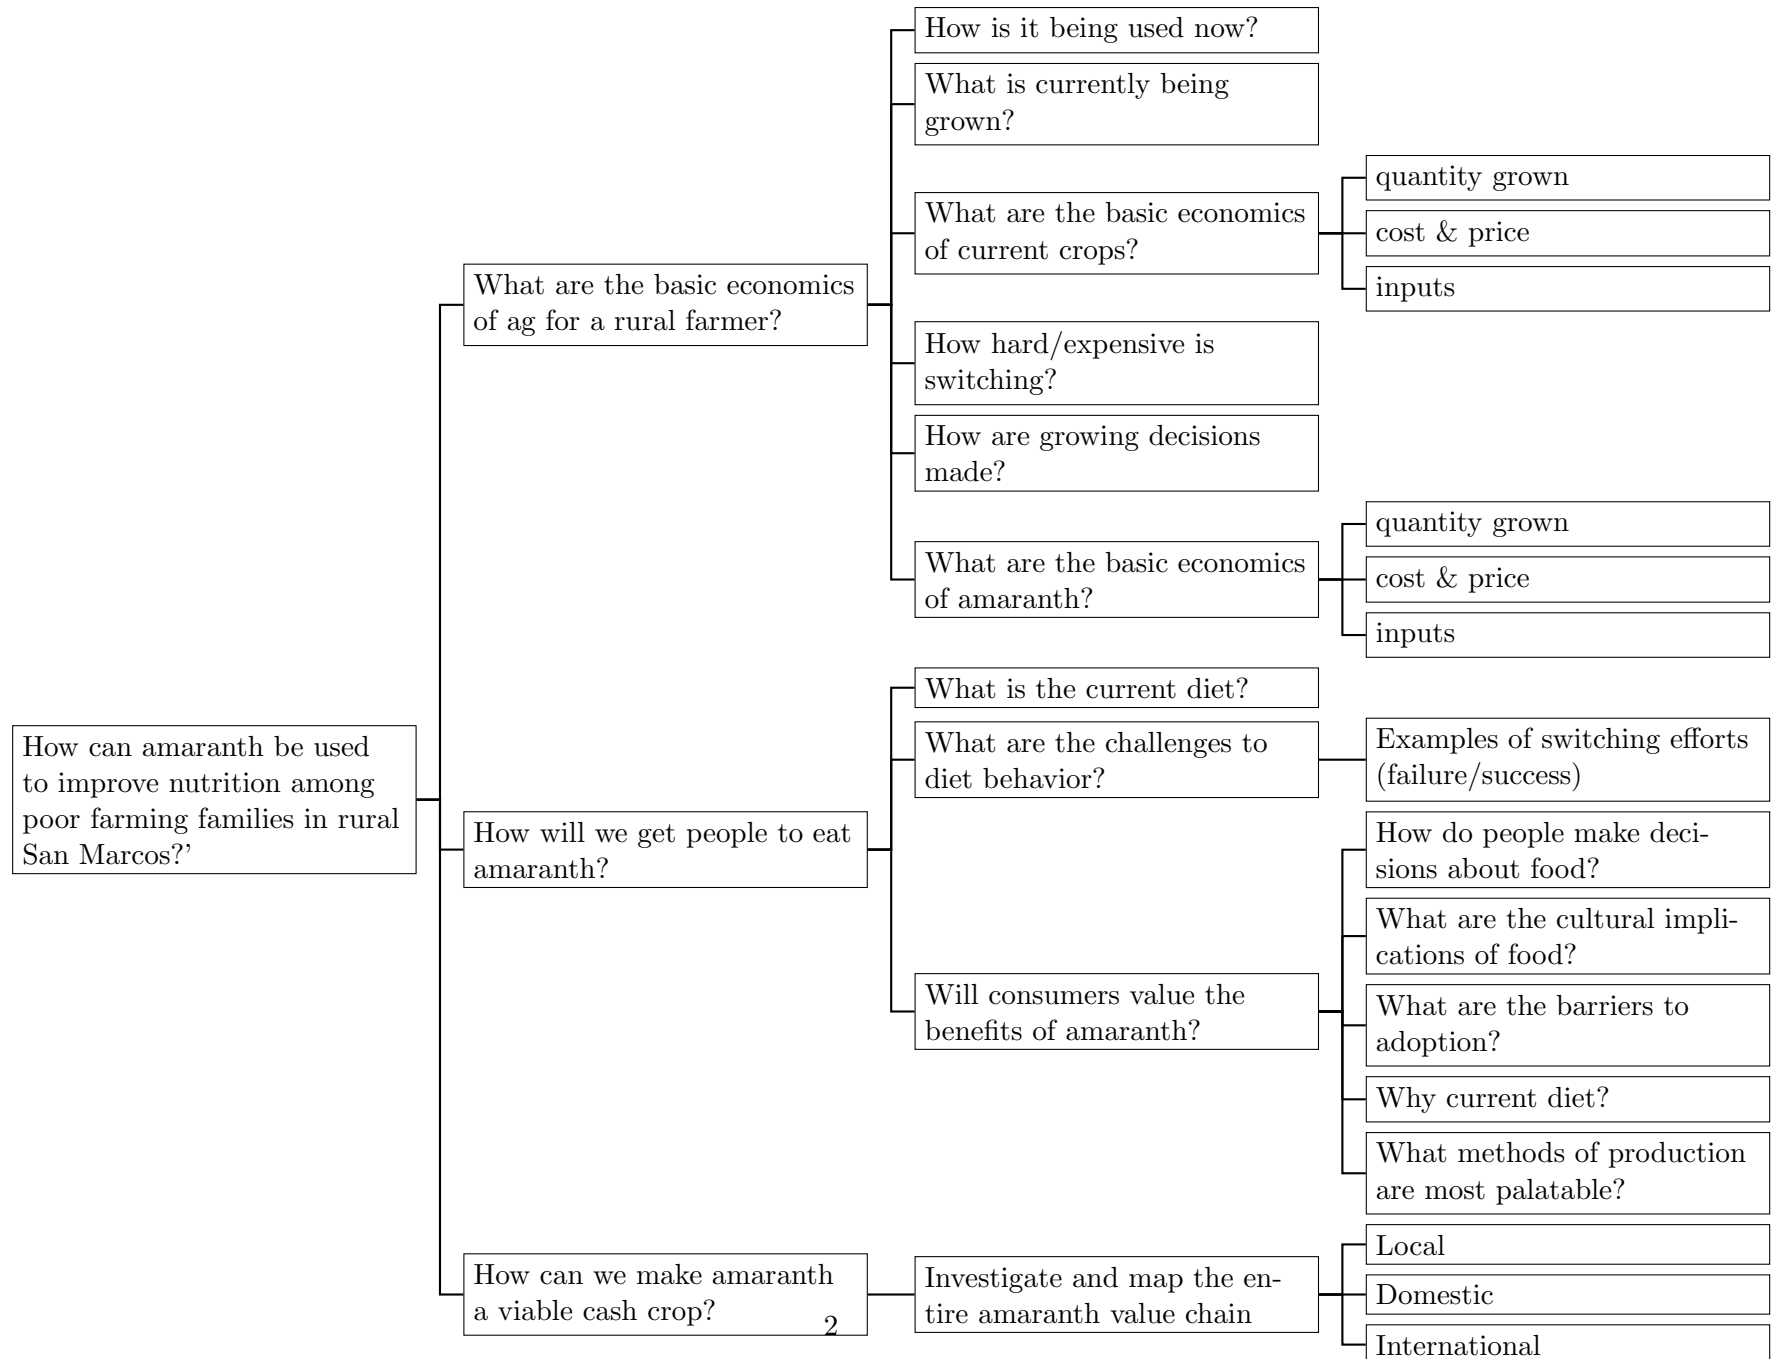 How can amaranth be used
to improve nutrition among
poor farming families in rural
San Marcos?’
What are the basic economics
of ag for a rural farmer?
How is it being used now?
What is currently being
grown?
What are the basic economics
of current crops?
quantity grown
cost & price
inputs
How hard/expensive is
switching?
How are growing decisions
made?
What are the basic economics
of amaranth?
quantity grown
cost & price
inputs
How will we get people to eat
amaranth?
What is the current diet?
What are the challenges to
diet behavior?
Examples of switching efforts
(failure/success)
Will consumers value the
benefits of amaranth?
How do people make deci-
sions about food?
What are the cultural impli-
cations of food?
What are the barriers to
adoption?
Why current diet?
What methods of production
are most palatable?
How can we make amaranth
a viable cash crop?
Investigate and map the en-
tire amaranth value chain
Local
Domestic
International
2